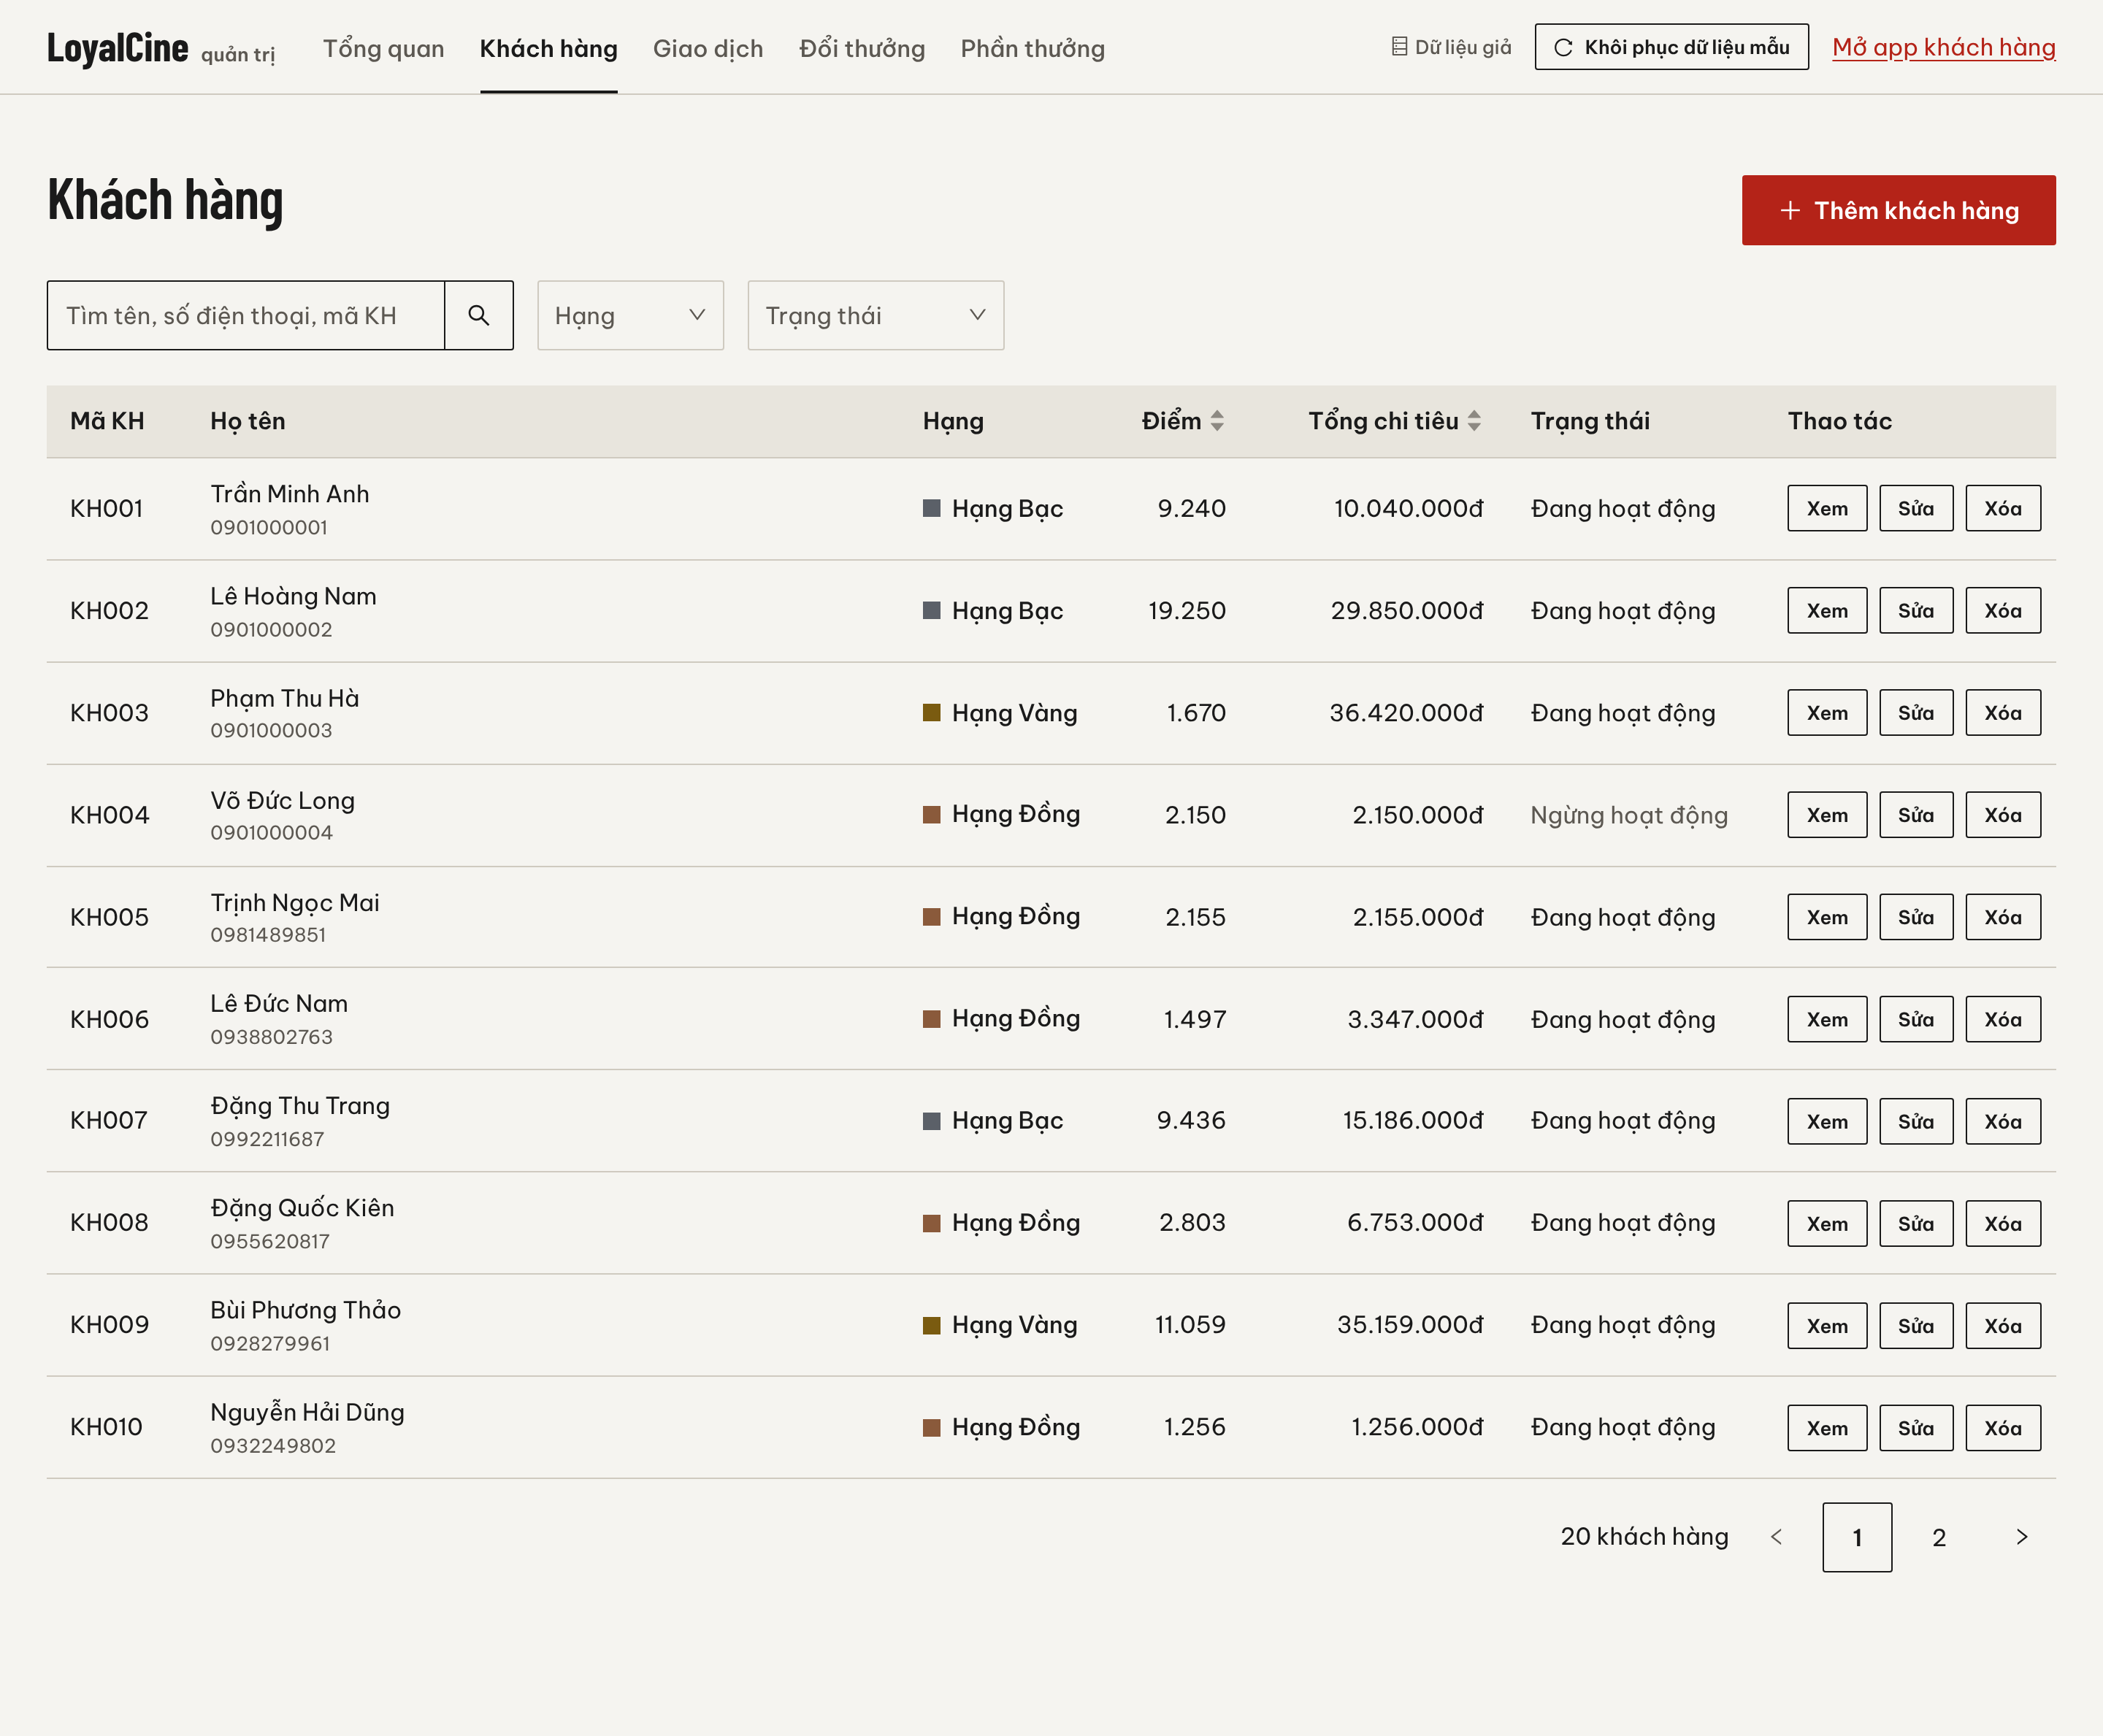 LoyalCine quản trị Tổng quan Khách hàng Giao dịch Đổi thưởng Phần thưởng Dữ liệu giả Khôi phục dữ liệu mẫu Mở app khách hàng
Khách hàng
Thêm khách hàng
Tìm tên, số điện thoại, mã KH Hạng Trạng thái
Mã KH Họ tên Hạng Điểm Tổng chi tiêu Trạng thái Thao tác
KH001 Trần Minh Anh Hạng Bạc 9.240 10.040.000đ Đang hoạt động Xem Sửa Xóa
0901000001
KH002 Lê Hoàng Nam Hạng Bạc 19.250 29.850.000đ Đang hoạt động Xem Sửa Xóa
0901000002
KH003 Phạm Thu Hà Hạng Vàng 1.670 36.420.000đ Đang hoạt động Xem Sửa Xóa
0901000003
KH004 Võ Đức Long Hạng Đồng 2.150 2.150.000đ Ngừng hoạt động Xem Sửa Xóa
0901000004
KH005 Trịnh Ngọc Mai Hạng Đồng 2.155 2.155.000đ Đang hoạt động Xem Sửa Xóa
0981489851
KH006 Lê Đức Nam Hạng Đồng 1.497 3.347.000đ Đang hoạt động Xem Sửa Xóa
0938802763
KH007 Đặng Thu Trang Hạng Bạc 9.436 15.186.000đ Đang hoạt động Xem Sửa Xóa
0992211687
KH008 Đặng Quốc Kiên Hạng Đồng 2.803 6.753.000đ Đang hoạt động Xem Sửa Xóa
0955620817
KH009 Bùi Phương Thảo Hạng Vàng 11.059 35.159.000đ Đang hoạt động Xem Sửa Xóa
0928279961
KH010 Nguyễn Hải Dũng Hạng Đồng 1.256 1.256.000đ Đang hoạt động Xem Sửa Xóa
0932249802
20 khách hàng 1 2